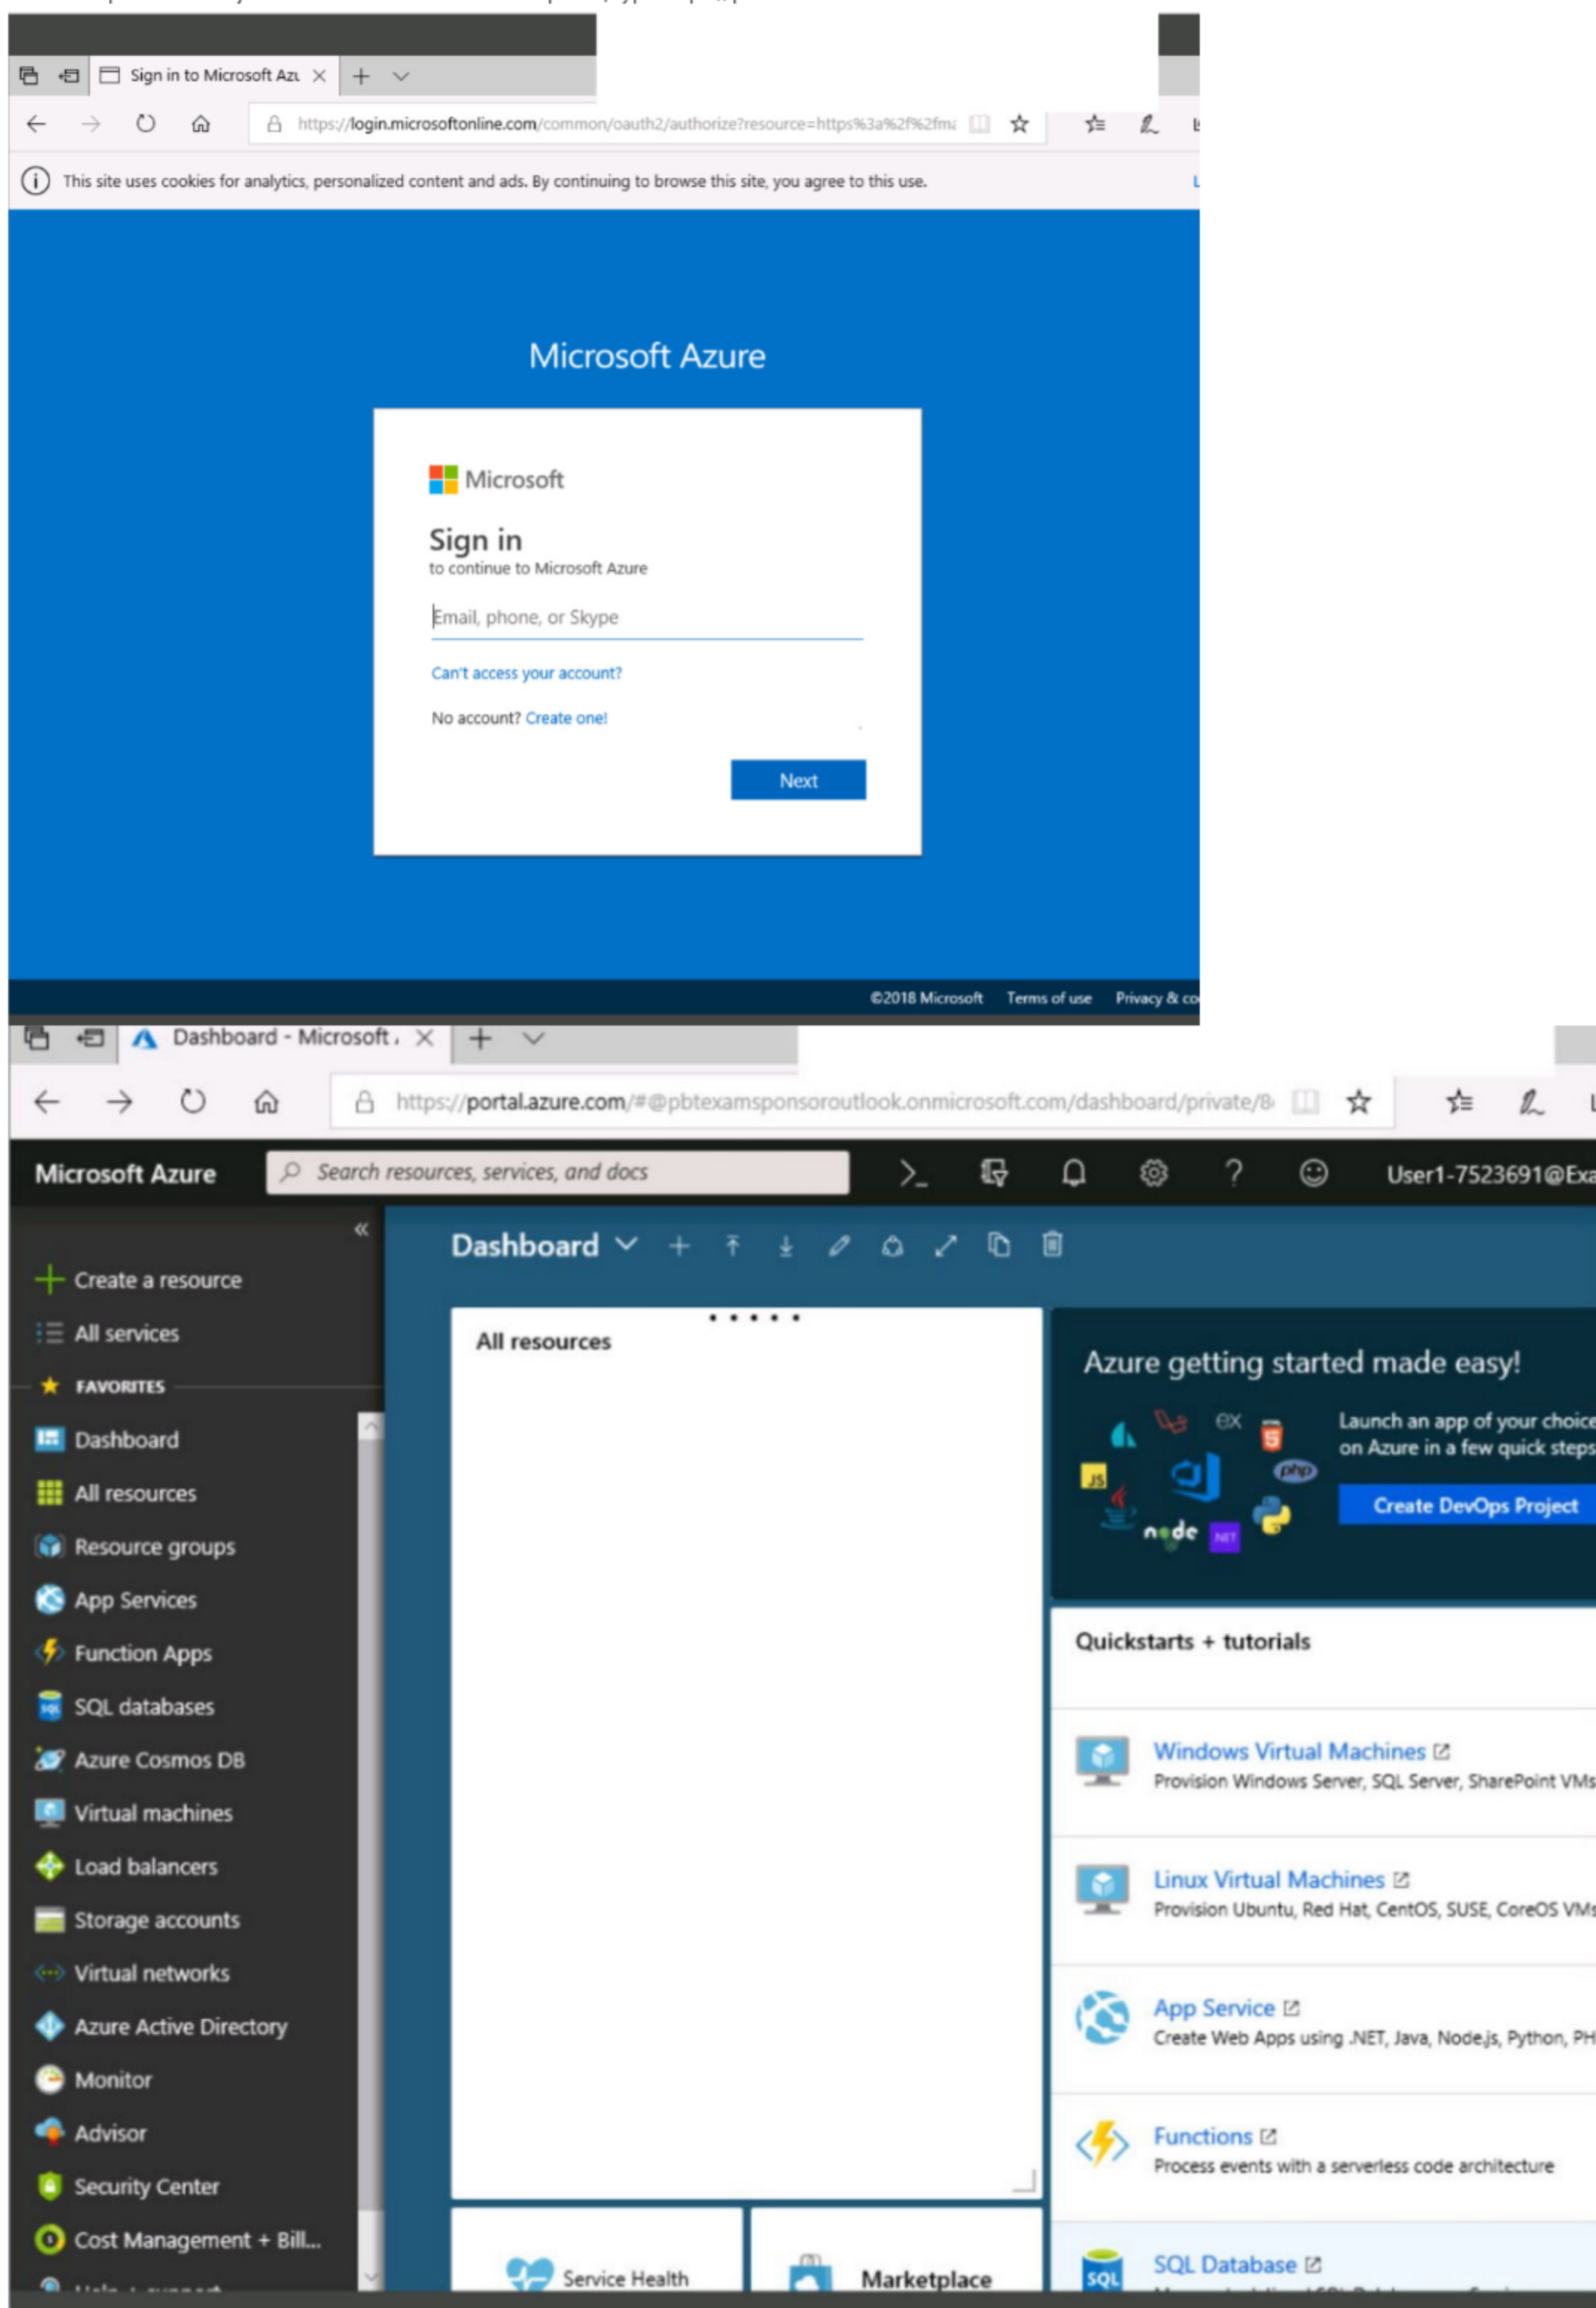 Sign in to Microsoft Azu
https://login.microsoftonline.com/common/oauth2/authorize?resource=https%3a%2f%2fma
This site uses cookies for analytics, personalized content and ads. By continuing to browse this site, you agree to this use.
Microsoft Azure
Microsoft
Sign in
to continue to Microsoft Azure
Email, phone, or Skype
Can't access your account?
No account? Create one!
Next
©2018 Microsoft Terms of use Privacy & co
Dashboard - Microsoft
https://portal.azure.com/#@pbtexamsponsoroutlook.onmicrosoft.com/dashboard/private/8
Microsoft Azure
Search resources, services, and docs
User1-7523691@Exa
Create a resource
All services
FAVORITES
Dashboard
All resources
Resource groups
App Services
Function Apps
SQL databases
Azure Cosmos DB
Virtual machines
Load balancers
Storage accounts
Virtual networks
Azure Active Directory
Monitor
Advisor
Security Center
Cost Management + Bill...
Dashboard
All resources
Service Health
Marketplace
Azure getting started made easy!
Launch an app of your choice
on Azure in a few quick steps
ex
5
php
JS
node
.NET
Create DevOps Project
Quickstarts + tutorials
Windows Virtual Machines
Provision Windows Server, SQL Server, SharePoint VMs
Linux Virtual Machines
Provision Ubuntu, Red Hat, CentOS, SUSE, CoreOS VMs
App Service
Create Web Apps using .NET, Java, Node.js, Python, PH
Functions
Process events with a serverless code architecture
SQL
SQL Database